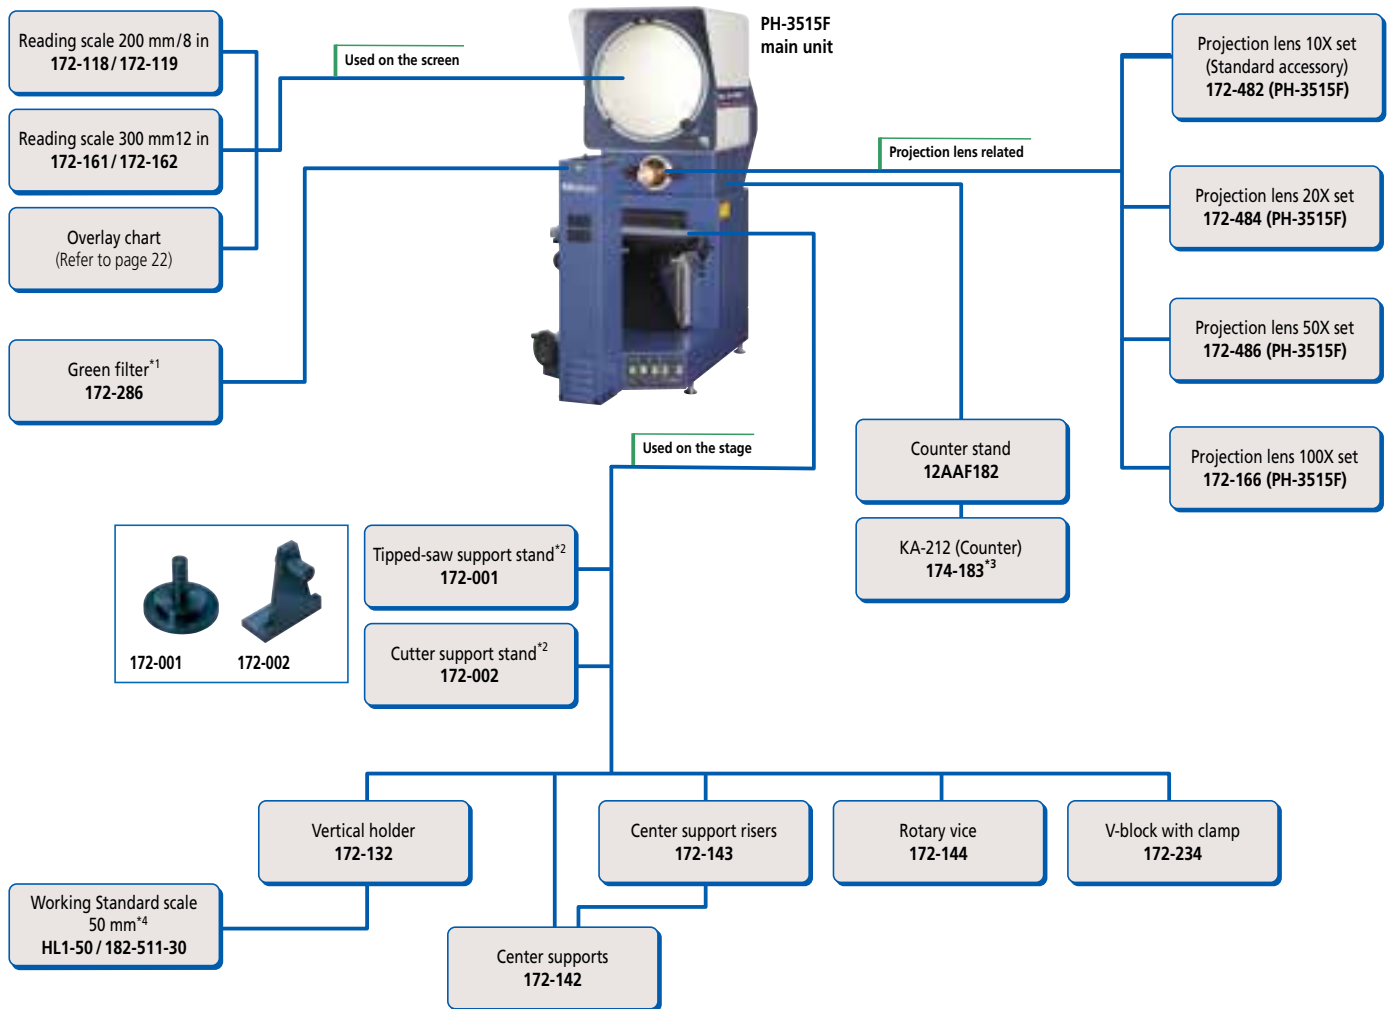 Reading scale 200 mm/8 in
172-118 / 172-119
Reading scale 300 mm12 in
172-161 / 172-162
Overlay chart
(Refer to page 22)
Green filter*1
172-286
Used on the screen
PH-3515F
main unit
Projection lens related
Projection lens 10X set
(Standard accessory)
172-482 (PH-3515F)
Projection lens 20X set
172-484 (PH-3515F)
Projection lens 50X set
172-486 (PH-3515F)
Projection lens 100X set
172-166 (PH-3515F)
Used on the stage
Counter stand
12AAF182
KA-212 (Counter)
174-183*3
172-001
172-002
Tipped-saw support stand*2
172-001
Cutter support stand*2
172-002
Vertical holder
172-132
Center support risers
172-143
Rotary vice
172-144
V-block with clamp
172-234
Working Standard scale
50 mm*4
HL1-50 / 182-511-30
Center supports
172-142